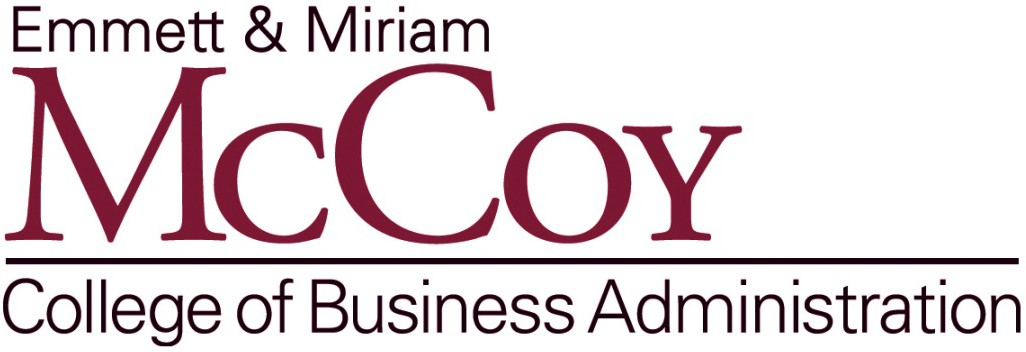 Emmett & Miriam
McCoy
College of Business Administration